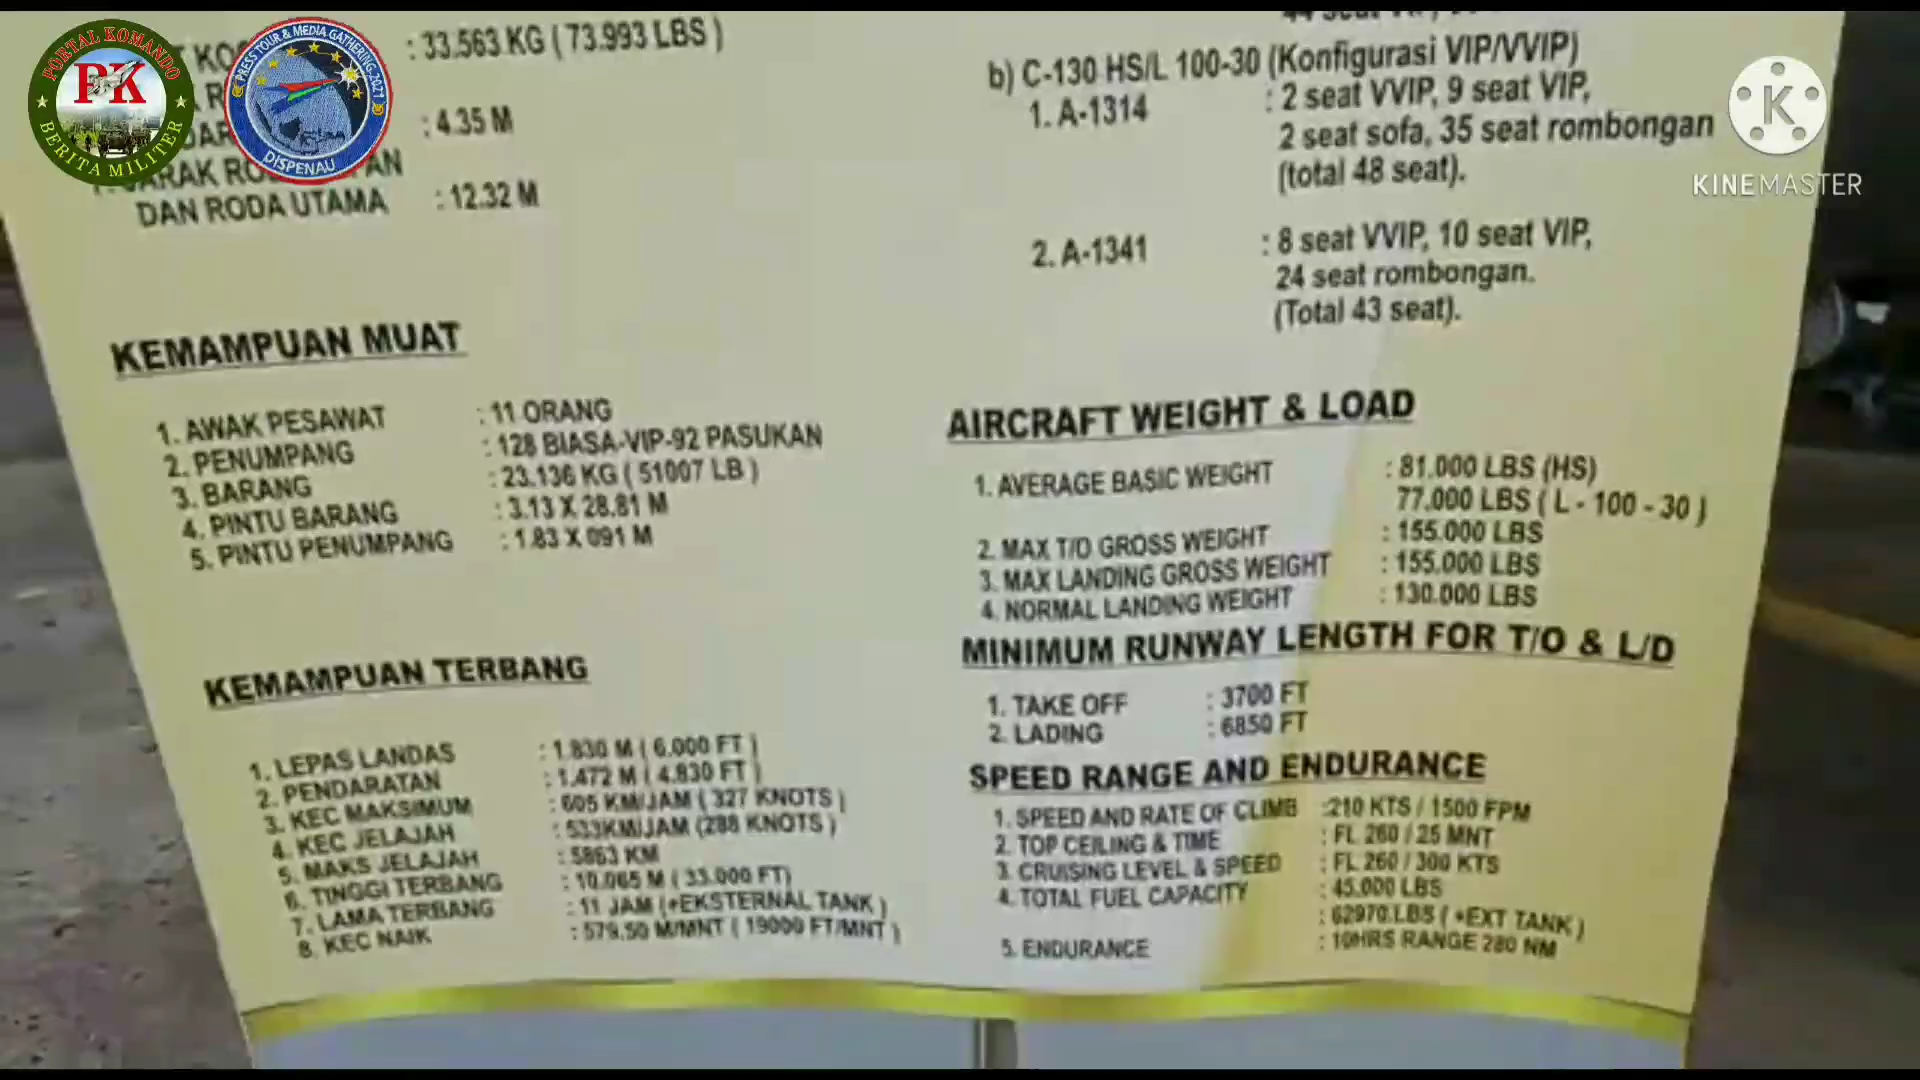 PORTAL KOMANDO
PK
BERITA MILITER
PRESS TOUR & MEDIA GATHERING 2021
DISPENAU
KINEMASTER
: 33.563 KG ( 73.993 LBS )
: 4.35 M
DAN RODA UTAMA : 12.32 M
KEMAMPUAN MUAT
1. AWAK PESAWAT : 11 ORANG
2. PENUMPANG : 128 BIASA-VIP-92 PASUKAN
3. BARANG : 23.136 KG ( 51007 LB )
4. PINTU BARANG : 3.13 X 28.81 M
5. PINTU PENUMPANG : 1.83 X 091 M
KEMAMPUAN TERBANG
1. LEPAS LANDAS : 1.830 M ( 6.000 FT )
2. PENDARATAN : 1.472 M ( 4.830 FT )
3. KEC MAKSIMUM : 605 KM/JAM ( 327 KNOTS )
4. KEC JELAJAH : 533KM/JAM (288 KNOTS )
5. MAKS JELAJAH : 5863 KM
6. TINGGI TERBANG : 10.065 M ( 33.000 FT)
7. LAMA TERBANG : 11 JAM (+EKSTERNAL TANK )
8. KEC NAIK : 579.50 M/MNT ( 19000 FT/MNT )
b) C-130 HS/L 100-30 (Konfigurasi VIP/VVIP)
1. A-1314 : 2 seat VVIP, 9 seat VIP,
2 seat sofa, 35 seat rombongan
(total 48 seat).
2. A-1341 : 8 seat VVIP, 10 seat VIP,
24 seat rombongan.
(Total 43 seat).
AIRCRAFT WEIGHT & LOAD
1. AVERAGE BASIC WEIGHT : 81.000 LBS (HS)
77.000 LBS ( L - 100 - 30 )
2. MAX T/O GROSS WEIGHT : 155.000 LBS
3. MAX LANDING GROSS WEIGHT : 155.000 LBS
4. NORMAL LANDING WEIGHT : 130.000 LBS
MINIMUM RUNWAY LENGTH FOR T/O & L/D
1. TAKE OFF : 3700 FT
2. LADING : 6850 FT
SPEED RANGE AND ENDURANCE
1. SPEED AND RATE OF CLIMB :210 KTS / 1500 FPM
2. TOP CEILING & TIME : FL 260 / 25 MNT
3. CRUISING LEVEL & SPEED : FL 260 / 300 KTS
4. TOTAL FUEL CAPACITY : 45.000 LBS
: 62970 LBS ( +EXT TANK )
5. ENDURANCE : 10HRS RANGE 280 NM